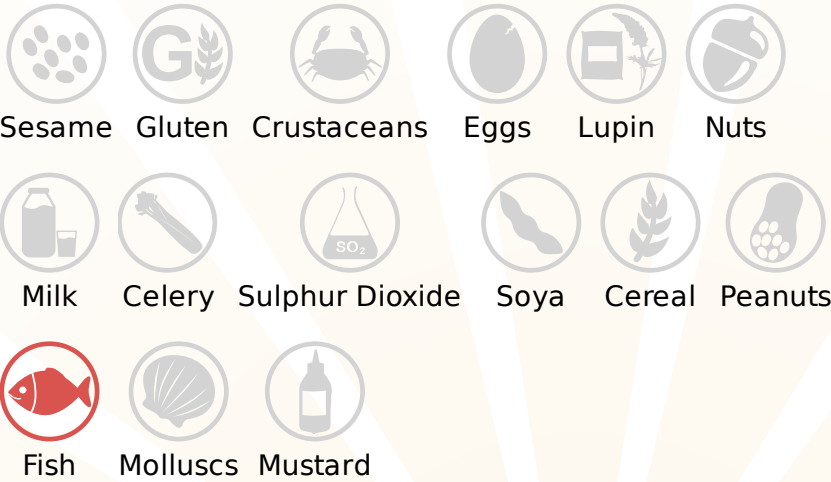 G
Sesame Gluten Crustaceans Eggs Lupin Nuts
SO₂
Milk Celery Sulphur Dioxide Soya Cereal Peanuts
Fish Molluscs Mustard